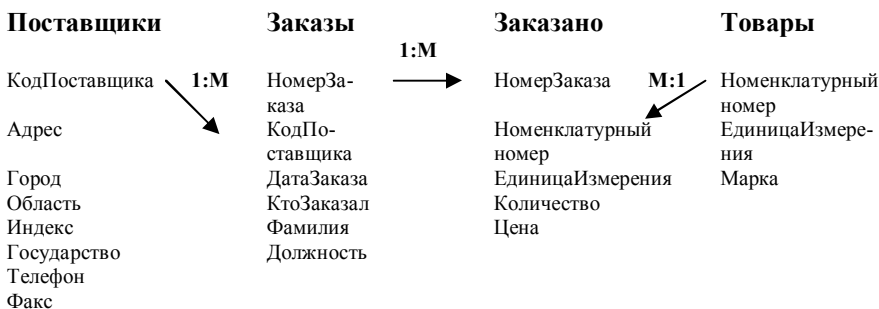 Поставщики Заказы Заказано Товары
1:М
КодПоставщика 1:М НомерЗа- НомерЗаказа М:1 Номенклатурный
каза номер
Адрес КодПо- Номенклатурный ЕдиницаИзмере-
ставщика номер ния
Город ДатаЗаказа ЕдиницаИзмерения Марка
Область КтоЗаказал Количество
Индекс Фамилия Цена
Государство Должность
Телефон
Факс